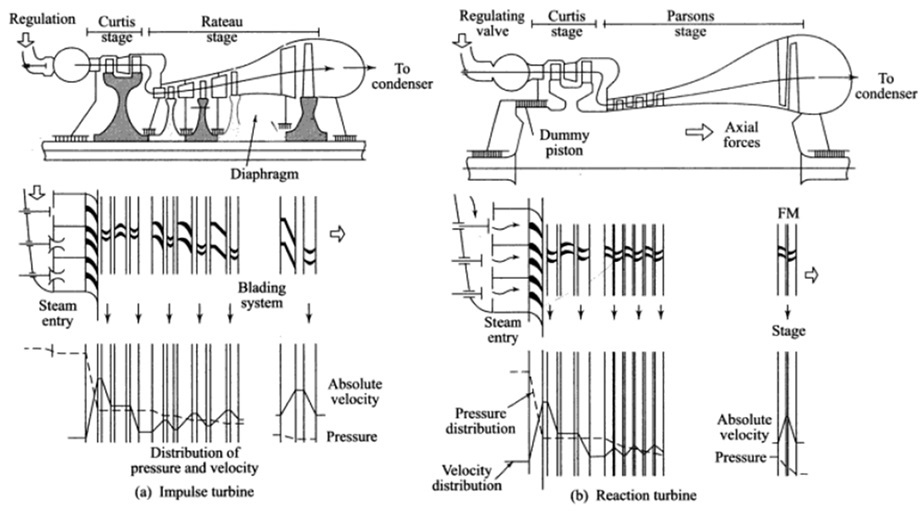 Regulation
Curtis
stage
Rateau
stage
To
condenser
Diaphragm
Steam
entry
Blading
system
Absolute
velocity
Pressure
Distribution of
pressure and velocity
(a) Impulse turbine
Regulating
valve
Curtis
stage
Parsons
stage
To
condenser
Dummy
piston
Axial
forces
FM
Steam
entry
Stage
Pressure
distribution
Absolute
velocity
Pressure
Velocity
distribution
(b) Reaction turbine